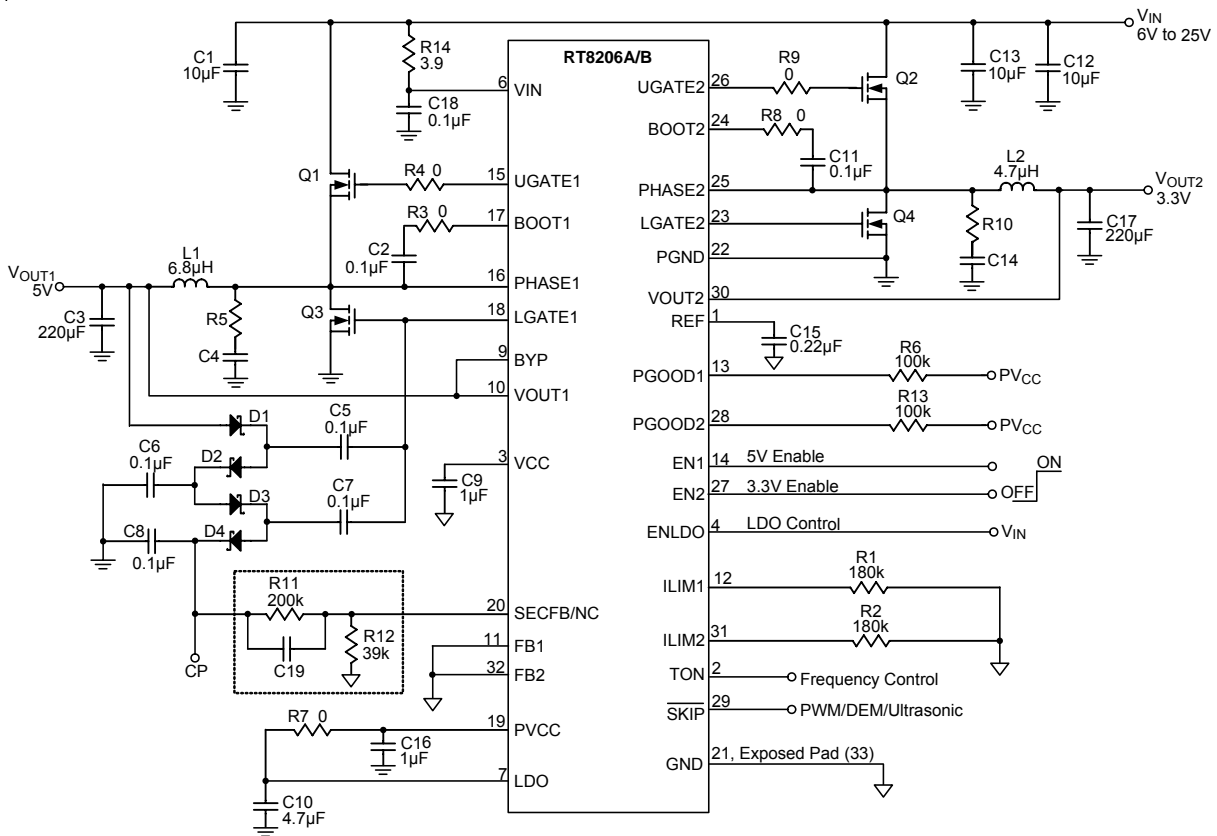 RT8206A/B
VIN
6V to 25V
C1
10µF
R14
3.9
C18
0.1µF
6 VIN
R9
0
26 UGATE2
Q2
C13
10µF
C12
10µF
R8 0
24 BOOT2
C11
0.1µF
25 PHASE2
L2
4.7µH
VOUT2
3.3V
23 LGATE2
Q4
R10
C14
C17
220µF
22 PGND
30 VOUT2
1 REF
C15
0.22µF
Q1
R4 0
15 UGATE1
R3 0
17 BOOT1
C2
0.1µF
VOUT1
5V
L1
6.8µH
16 PHASE1
C3
220µF
R5
C4
Q3
18 LGATE1
9 BYP
10 VOUT1
13 PGOOD1
R6
100k
PVCC
28 PGOOD2
R13
100k
PVCC
D1
C5
0.1µF
C6
0.1µF
D2
D3
C7
0.1µF
C8
0.1µF
D4
3 VCC
C9
1µF
EN1 14 5V Enable
EN2 27 3.3V Enable
ON
OFF
ENLDO 4 LDO Control
VIN
R11
200k
C19
R12
39k
CP
20 SECFB/NC
11 FB1
32 FB2
ILIM1 12
R1
180k
ILIM2 31
R2
180k
TON 2 Frequency Control
SKIP 29 PWM/DEM/Ultrasonic
R7 0
19 PVCC
C16
1µF
7 LDO
C10
4.7µF
GND 21, Exposed Pad (33)